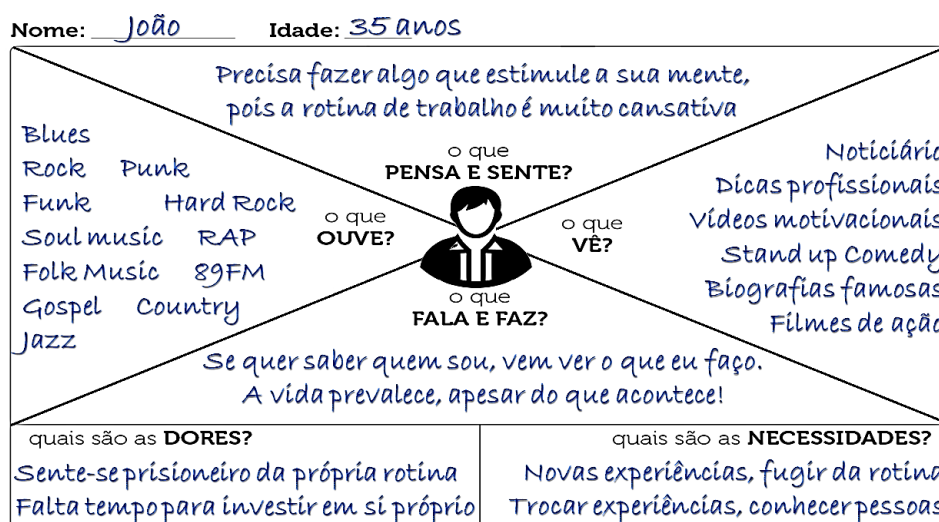 Nome: João Idade: 35 anos
Precisa fazer algo que estimule a sua mente,
pois a rotina de trabalho é muito cansativa
o que
PENSA E SENTE?
Blues
Rock Punk
Funk Hard Rock
Soul music RAP
Folk Music 89FM
Gospel Country
Jazz
o que
OUVE?
o que
VÊ?
Noticiário
Dicas profissionais
Vídeos motivacionais
Stand up Comedy
Biografias famosas
Filmes de ação
o que
FALA E FAZ?
Se quer saber quem sou, vem ver o que eu faço.
A vida prevalece, apesar do que acontece!
quais são as DORES?
Sente-se prisioneiro da própria rotina
Falta tempo para investir em si próprio
quais são as NECESSIDADES?
Novas experiências, fugir da rotina
Trocar experiências, conhecer pessoas